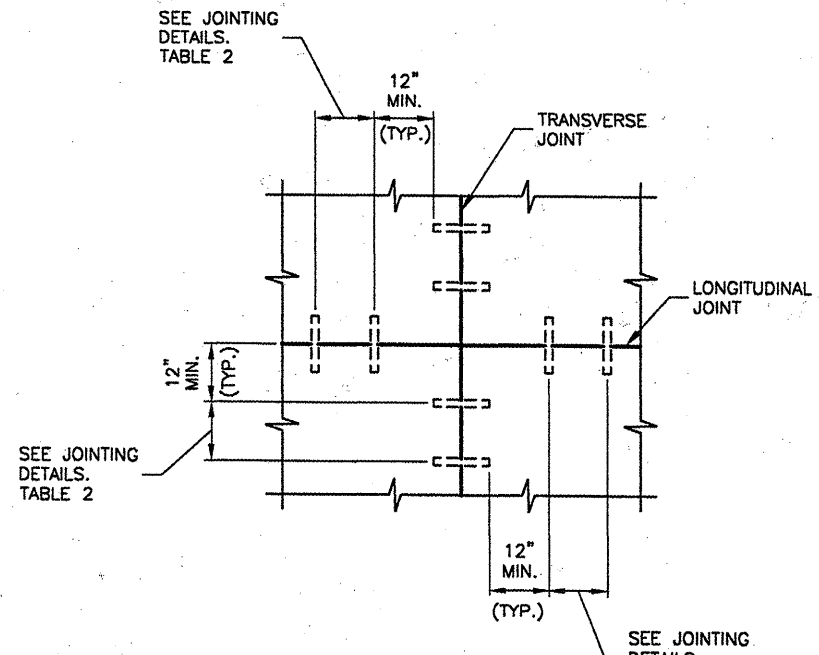 SEE JOINTING
DETAILS.
TABLE 2
12"
MIN.
(TYP.)
TRANSVERSE
JOINT
LONGITUDINAL
JOINT
12"
MIN.
(TYP.)
SEE JOINTING
DETAILS.
TABLE 2
12"
MIN.
(TYP.)
SEE JOINTING